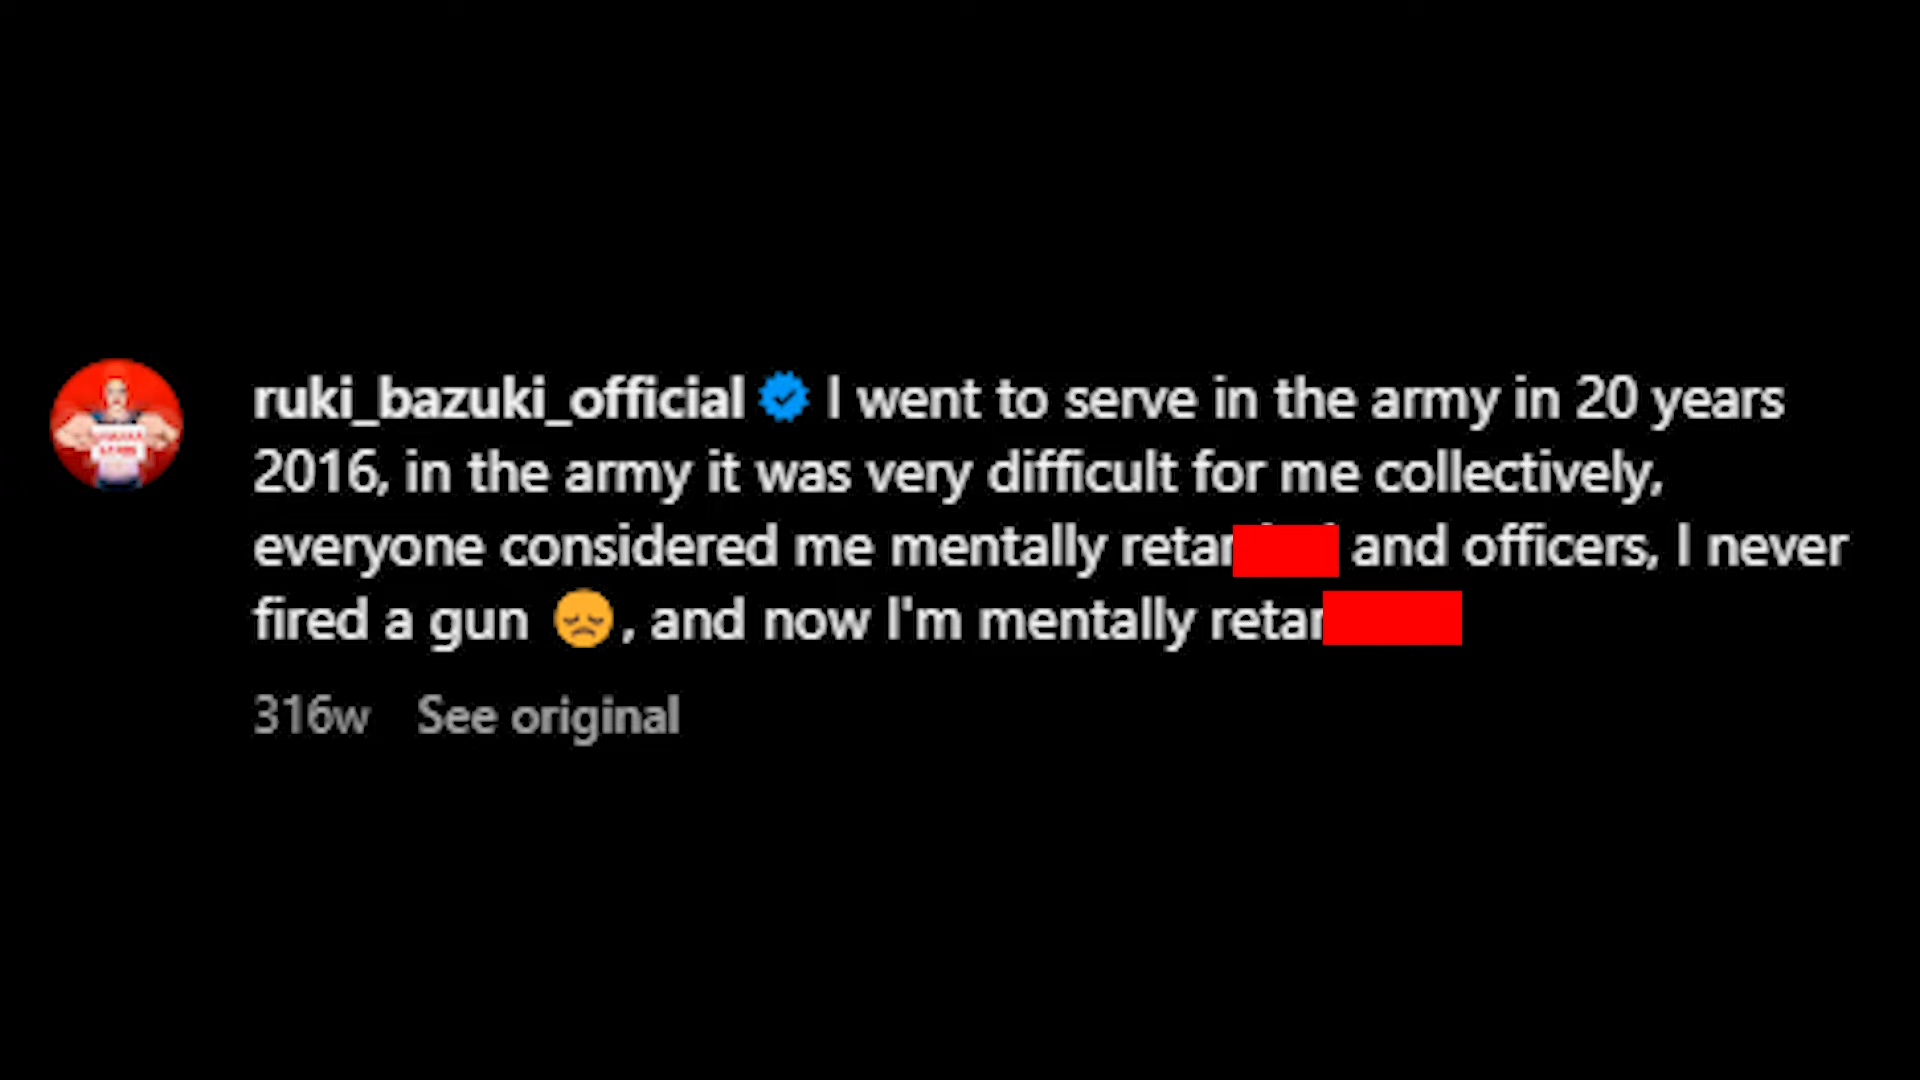 ruki_bazuki_official I went to serve in the army in 20 years
2016, in the army it was very difficult for me collectively,
everyone considered me mentally retar and officers, I never
fired a gun 😞, and now I'm mentally retar
316w See original